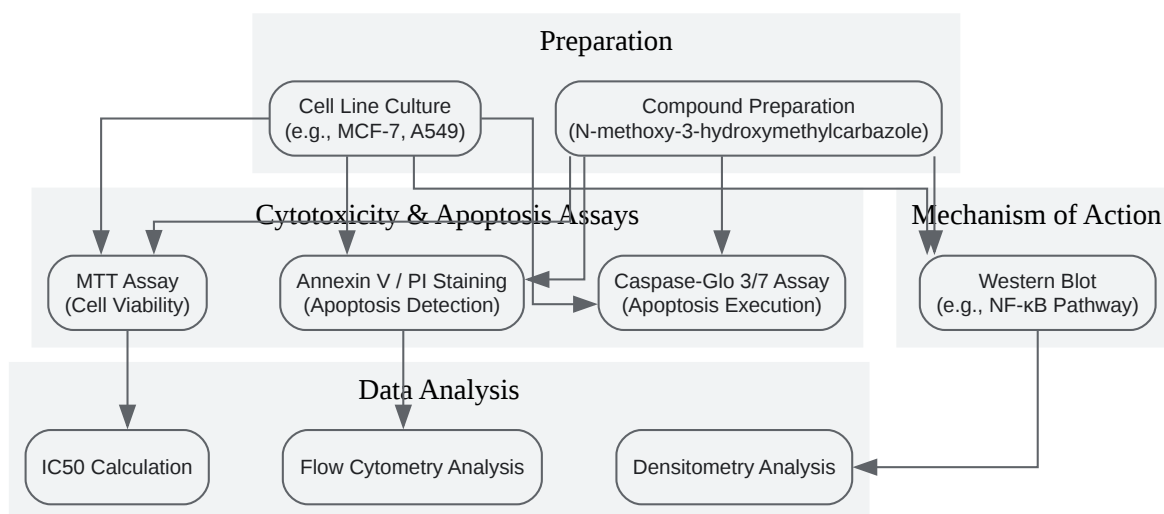 Preparation
Cell Line Culture
(e.g., MCF-7, A549)
Compound Preparation
(N-methoxy-3-hydroxymethylcarbazole)
Cytotoxicity & Apoptosis Assays
Mechanism of Action
MTT Assay
(Cell Viability)
Annexin V / PI Staining
(Apoptosis Detection)
Caspase-Glo 3/7 Assay
(Apoptosis Execution)
Western Blot
(e.g., NF-κB Pathway)
Data Analysis
IC50 Calculation
Flow Cytometry Analysis
Densitometry Analysis